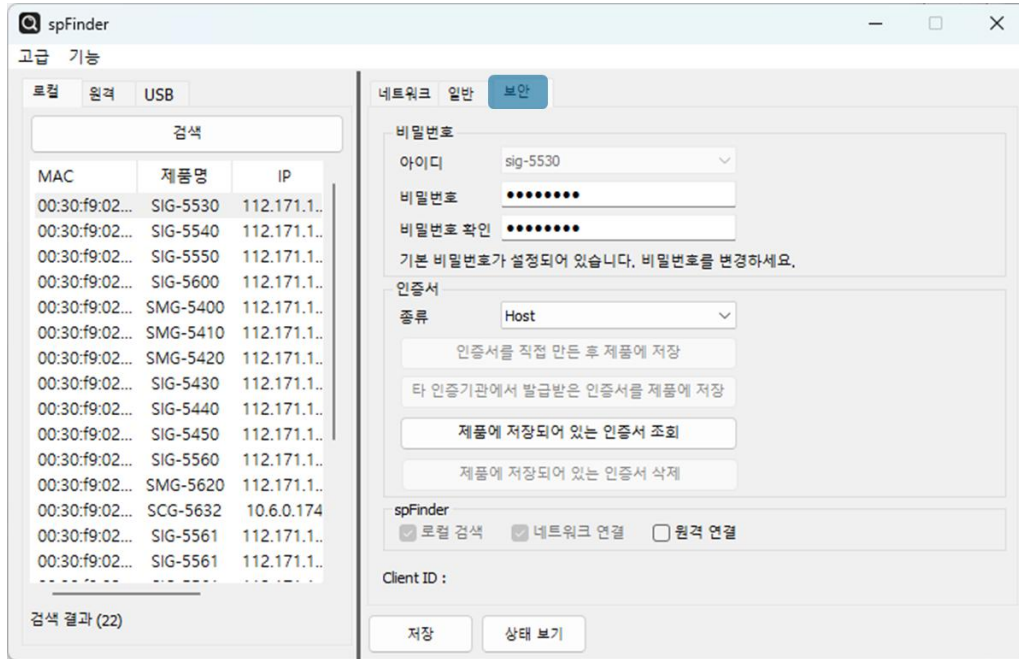 spFinder
고급 기능
로컬 원격 USB
검색
MAC 제품명 IP
00:30:f9:02... SIG-5530 112.171.1..
00:30:f9:02... SIG-5540 112.171.1..
00:30:f9:02... SIG-5550 112.171.1..
00:30:f9:02... SIG-5600 112.171.1..
00:30:f9:02... SMG-5400 112.171.1..
00:30:f9:02... SMG-5410 112.171.1..
00:30:f9:02... SMG-5420 112.171.1..
00:30:f9:02... SIG-5430 112.171.1..
00:30:f9:02... SIG-5440 112.171.1..
00:30:f9:02... SIG-5450 112.171.1..
00:30:f9:02... SIG-5560 112.171.1..
00:30:f9:02... SMG-5620 112.171.1..
00:30:f9:02... SCG-5632 10.6.0.174
00:30:f9:02... SIG-5561 112.171.1..
00:30:f9:02... SIG-5561 112.171.1..
검색 결과 (22)
네트워크 일반 보안
비밀번호
아이디 sig-5530
비밀번호 ●●●●●●●●
비밀번호 확인 ●●●●●●●●
기본 비밀번호가 설정되어 있습니다. 비밀번호를 변경하세요.
인증서
종류 Host
인증서를 직접 만든 후 제품에 저장
타 인증기관에서 발급받은 인증서를 제품에 저장
제품에 저장되어 있는 인증서 조회
제품에 저장되어 있는 인증서 삭제
spFinder
로컬 검색 네트워크 연결 원격 연결
Client ID :
저장 상태 보기